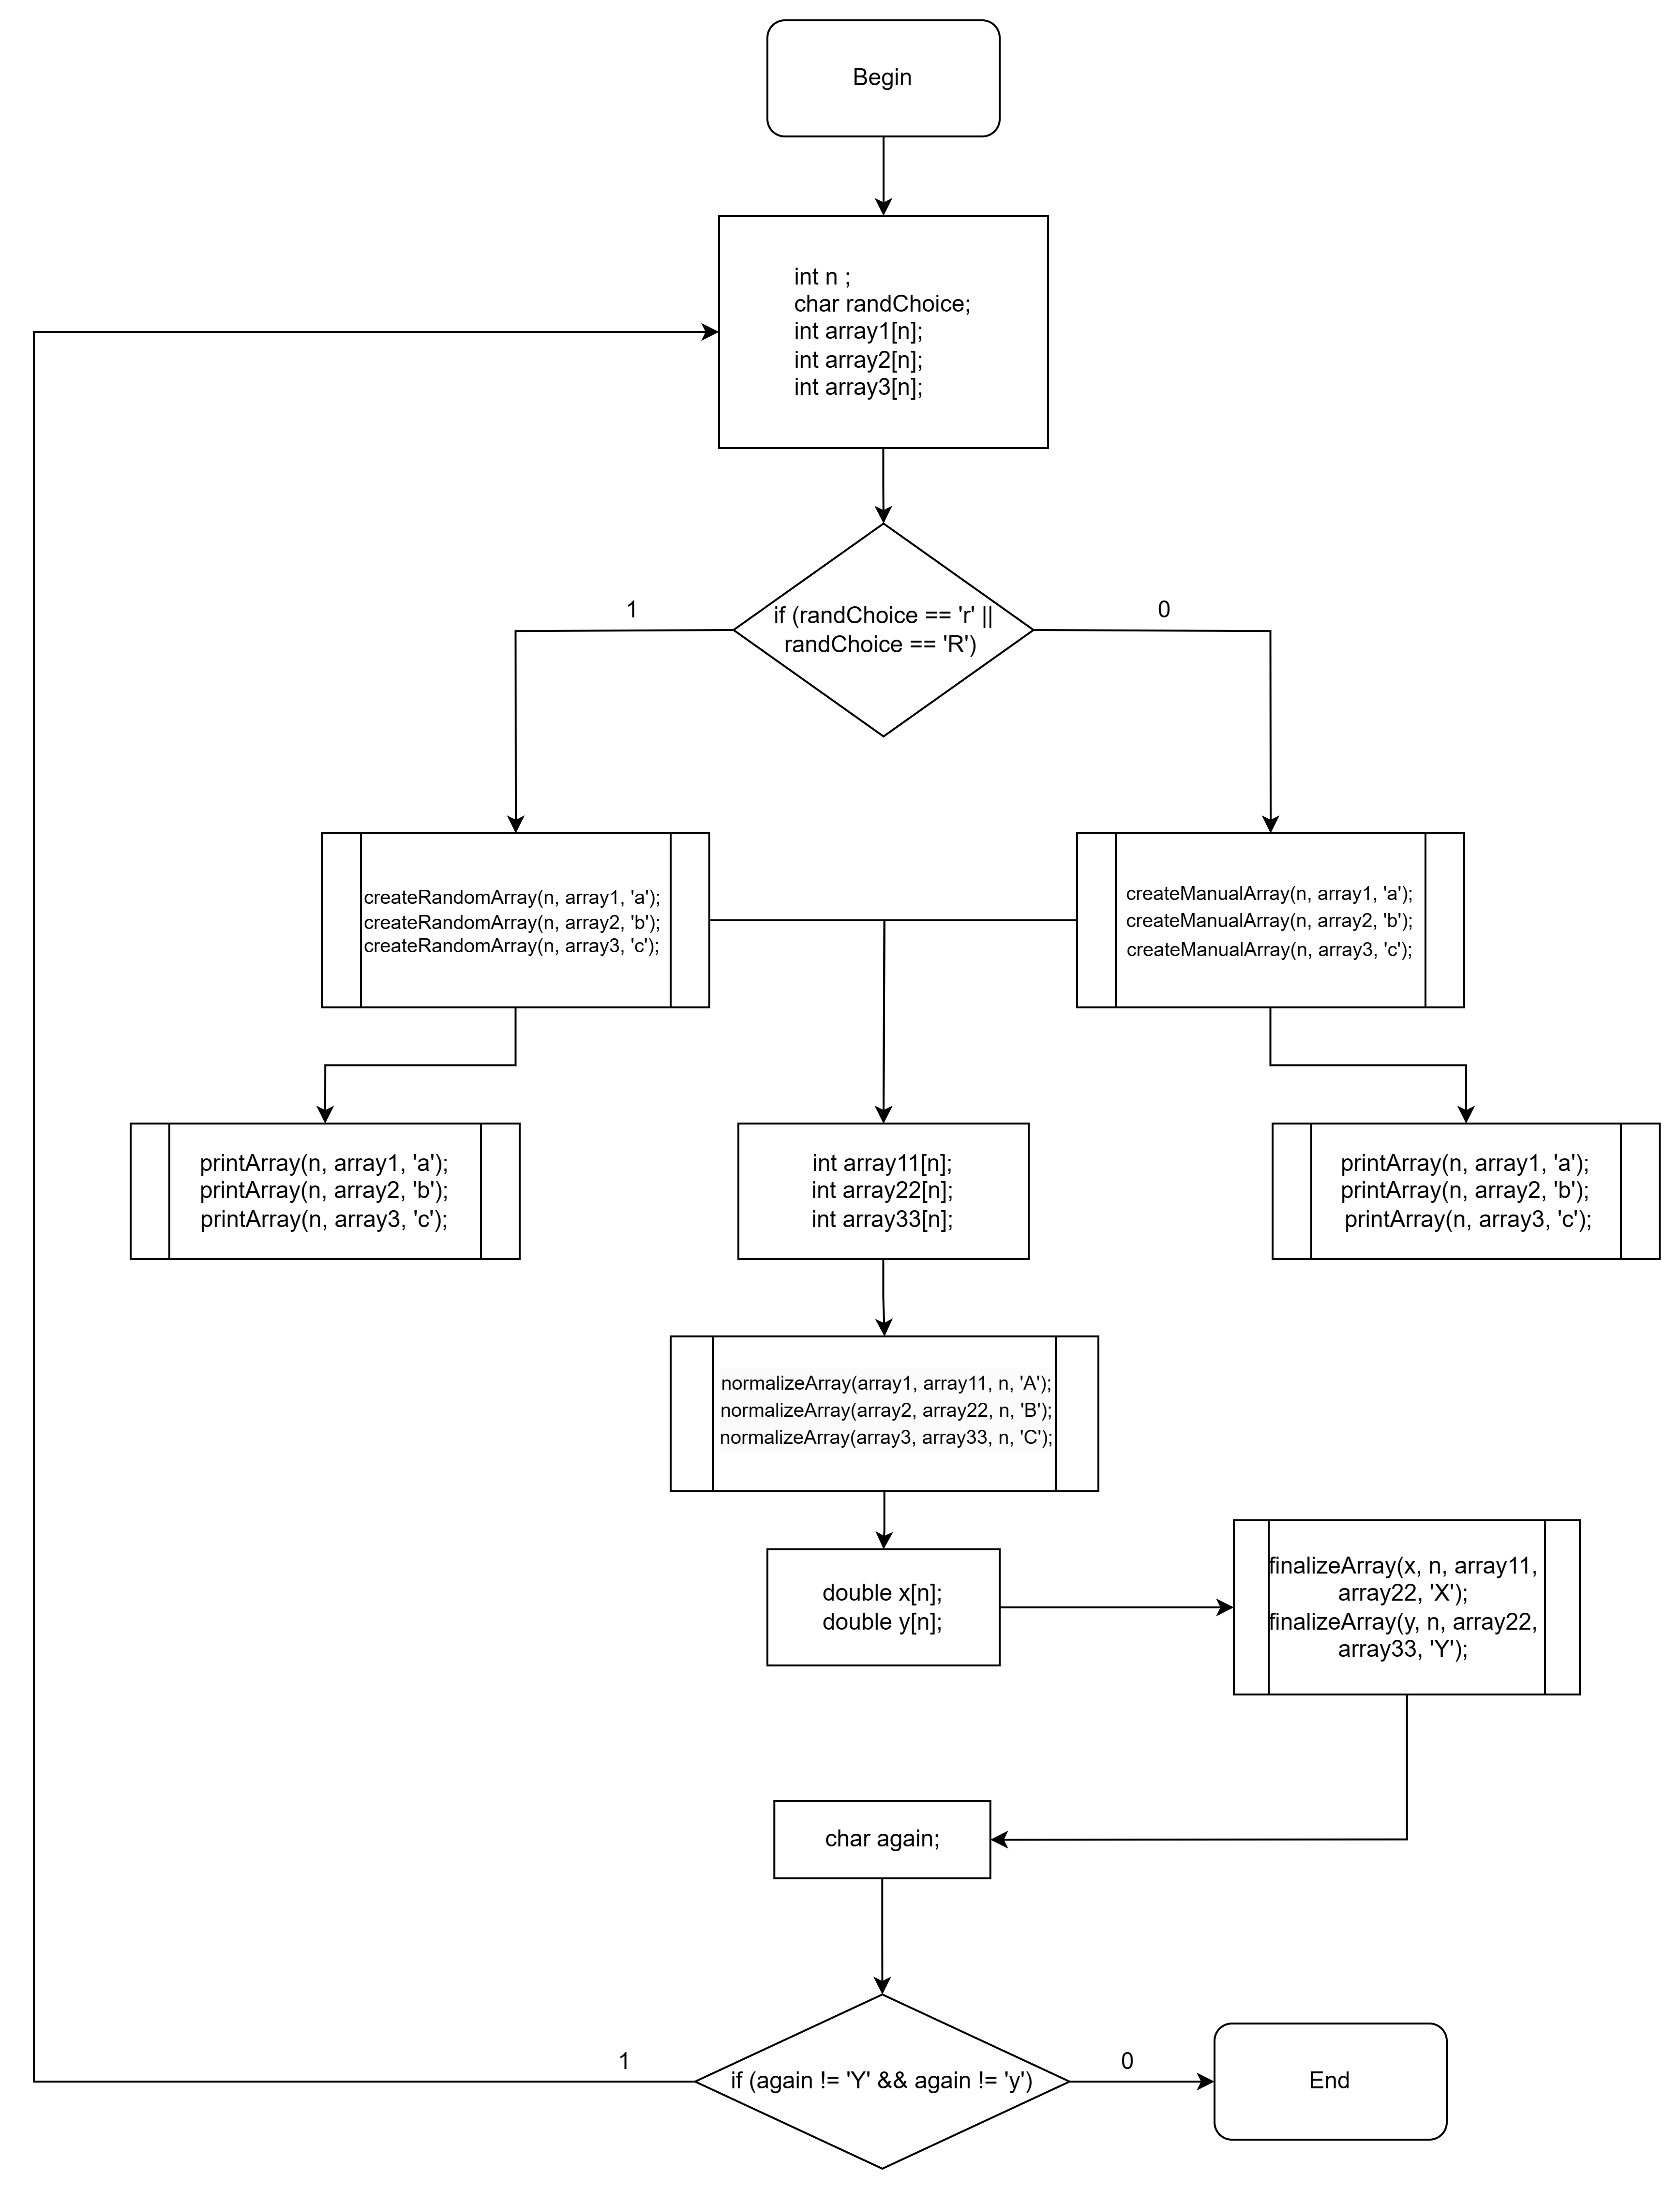 Begin
int n ;
char randChoice;
int array1[n];
int array2[n];
int array3[n];
if (randChoice == 'r' ||
randChoice == 'R')
1
0
createRandomArray(n, array1, 'a');
createRandomArray(n, array2, 'b');
createRandomArray(n, array3, 'c');
createManualArray(n, array1, 'a');
createManualArray(n, array2, 'b');
createManualArray(n, array3, 'c');
printArray(n, array1, 'a');
printArray(n, array2, 'b');
printArray(n, array3, 'c');
int array11[n];
int array22[n];
int array33[n];
printArray(n, array1, 'a');
printArray(n, array2, 'b');
printArray(n, array3, 'c');
normalizeArray(array1, array11, n, 'A');
normalizeArray(array2, array22, n, 'B');
normalizeArray(array3, array33, n, 'C');
double x[n];
double y[n];
finalizeArray(x, n, array11,
array22, 'X');
finalizeArray(y, n, array22,
array33, 'Y');
char again;
if (again != 'Y' && again != 'y')
1
0
End